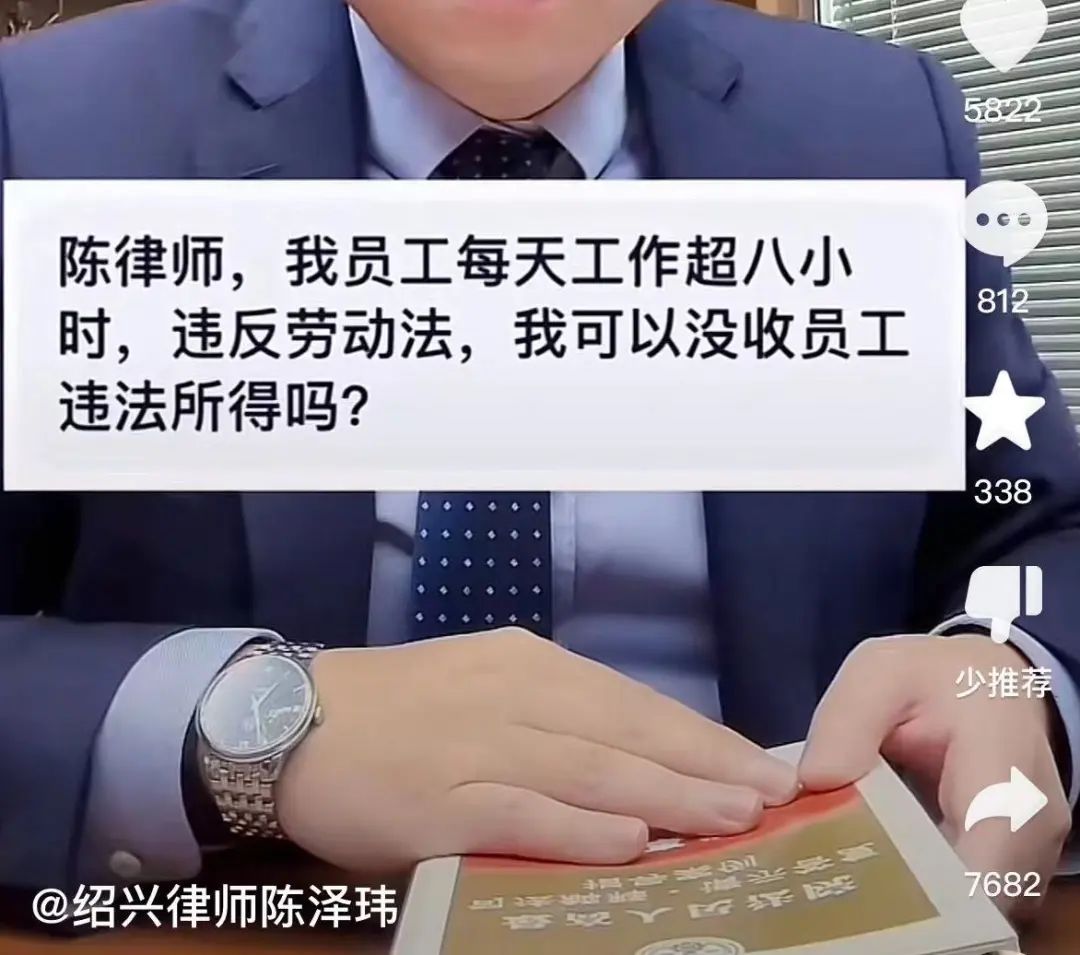 5822
陈律师，我员工每天工作超八小
时，违反劳动法，我可以没收员工
违法所得吗？
812
338
少推荐
7682
@绍兴律师陈泽玮